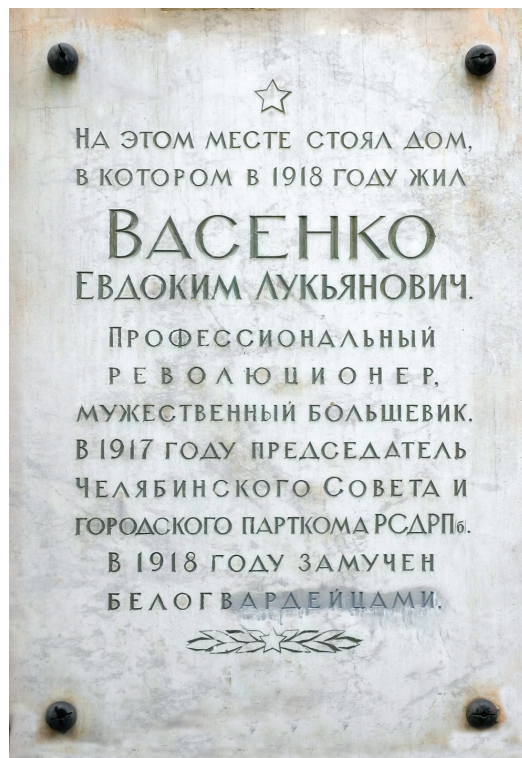 На этом месте стоял дом,
в котором в 1918 году жил
Васенко
Евдоким Лукьянович.
Профессиональный
революционер,
мужественный большевик.
В 1917 году председатель
Челябинского Совета и
городского парткома РСДРПб.
В 1918 году замучен
белогвардейцами.